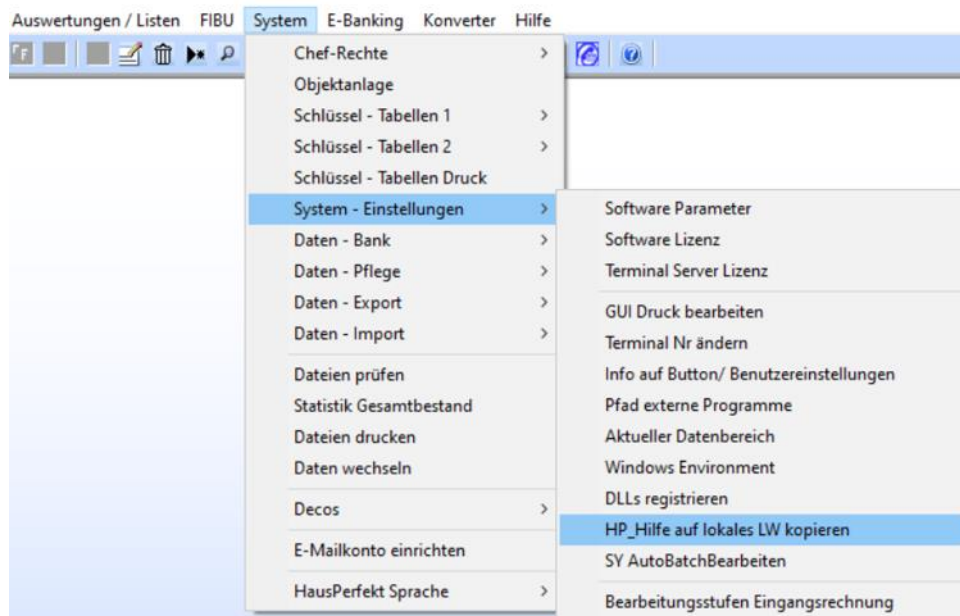 Auswertungen / Listen FIBU System E-Banking Konverter Hilfe
Chef-Rechte
Objektanlage
Schlüssel - Tabellen 1
Schlüssel - Tabellen 2
Schlüssel - Tabellen Druck
System - Einstellungen
Daten - Bank
Daten - Pflege
Daten - Export
Daten - Import
Dateien prüfen
Statistik Gesamtbestand
Dateien drucken
Daten wechseln
Decos
E-Mailkonto einrichten
HausPerfekt Sprache
Software Parameter
Software Lizenz
Terminal Server Lizenz
GUI Druck bearbeiten
Terminal Nr ändern
Info auf Button/ Benutzereinstellungen
Pfad externe Programme
Aktueller Datenbereich
Windows Environment
DLLs registrieren
HP_Hilfe auf lokales LW kopieren
SY AutoBatchBearbeiten
Bearbeitungsstufen Eingangsrechnung